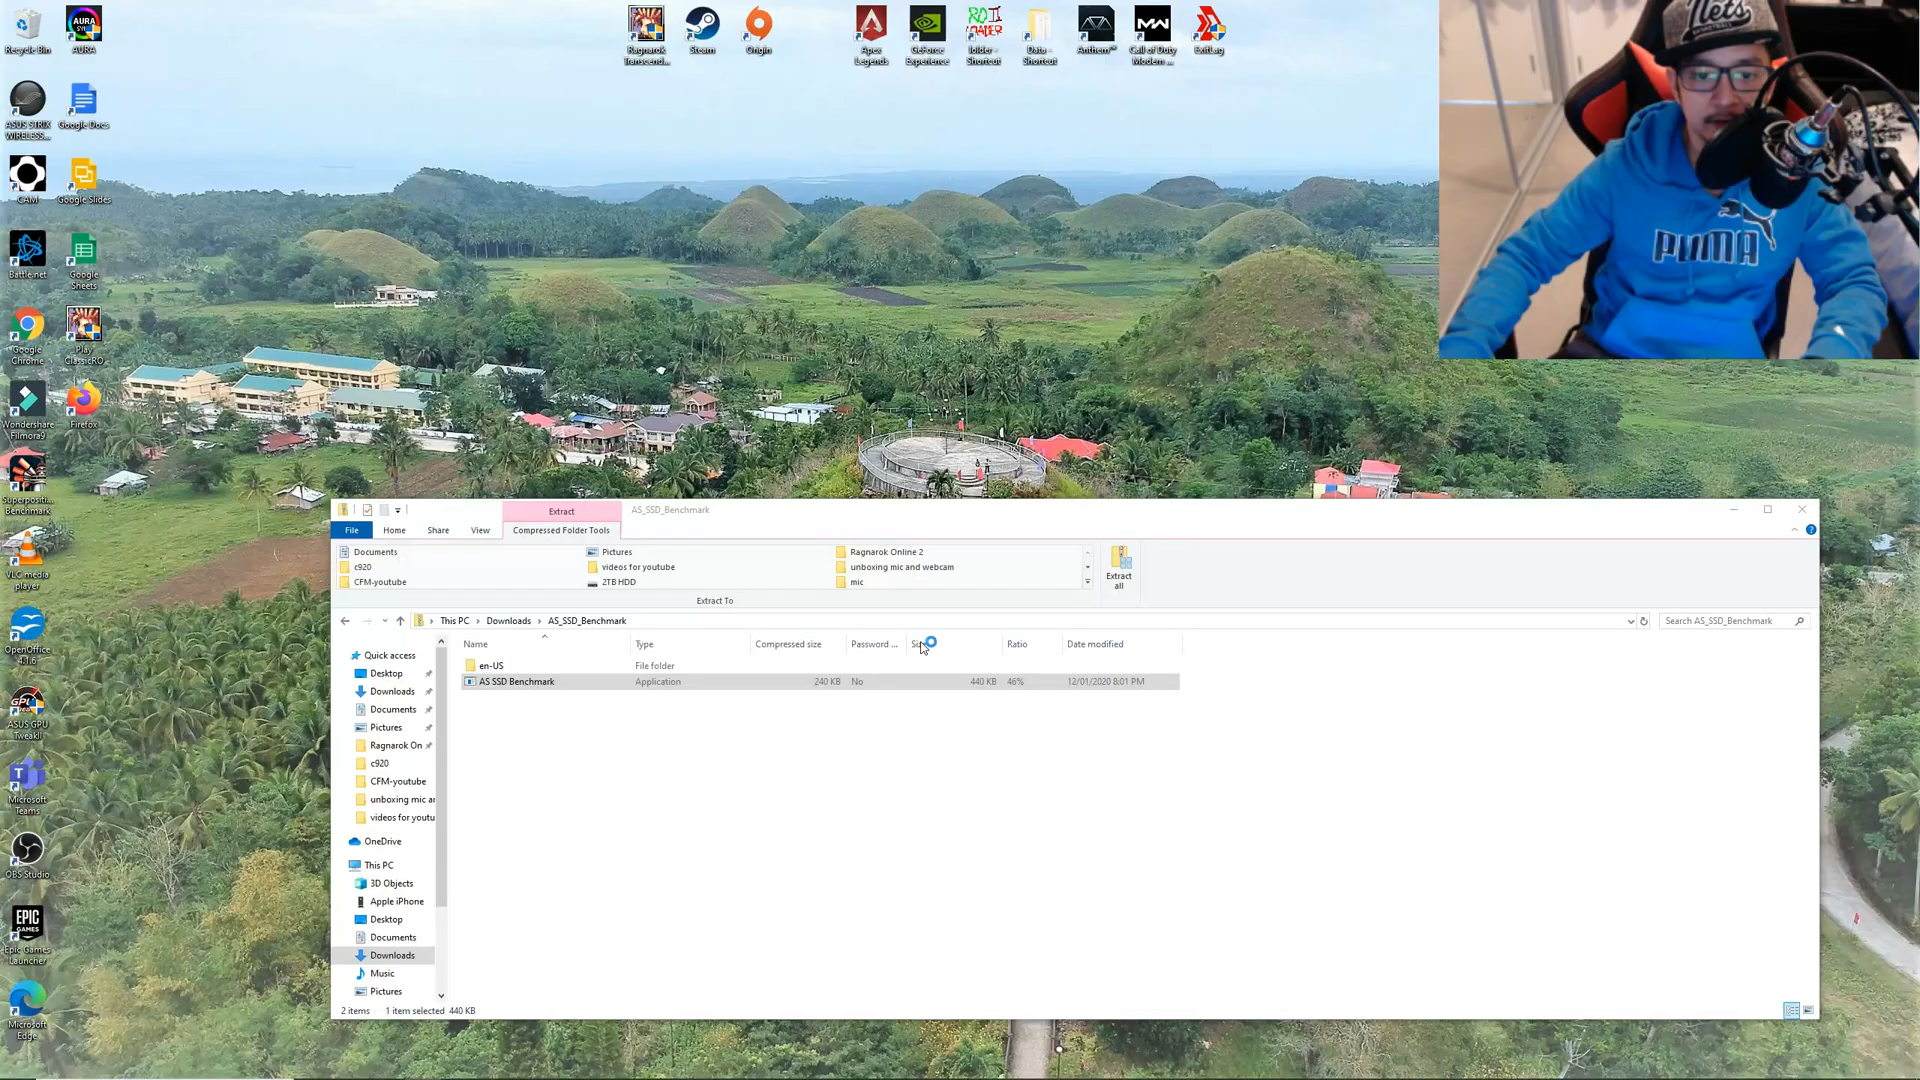 Recycle Bin
AURA
Ragnarok
Transcend...
Steam
Origin
Apex
Legends
GeForce
Experience
Shortcut
Data -
Shortcut
Anthem™
Call of Duty
Modern ...
ExitLag
ASUS STRIX
WIRELESS...
Google Docs
CAM
Google Slides
Battle.net
Google
Sheets
Google
Chrome
Play
ClassicRO
Wondershare
Filmora9
Firefox
Superposition
Benchmark
VLC media
player
OpenOffice
4.1.6
ASUS GPU
TweakII
Microsoft
Teams
OBS Studio
EPIC
GAMES
Epic Games
Launcher
Microsoft
Edge
Nets
PUMA
Extract
AS_SSD_Benchmark
File
Home
Share
View
Compressed Folder Tools
Documents
Pictures
Ragnarok Online 2
c920
videos for youtube
unboxing mic and webcam
CFM-youtube
2TB HDD
mic
Extract
all
Extract To
This PC > Downloads > AS_SSD_Benchmark
Search AS_SSD_Benchmark
Name
Type
Compressed size
Password ...
Ratio
Date modified
en-US
File folder
AS SSD Benchmark
Application
240 KB
No
440 KB
46%
12/01/2020 8:01 PM
Quick access
Desktop
Downloads
Documents
Pictures
Ragnarok On
c920
CFM-youtube
unboxing mic ar
videos for youtu
OneDrive
This PC
3D Objects
Apple iPhone
Desktop
Documents
Downloads
Music
Pictures
2 items
1 item selected 440 KB